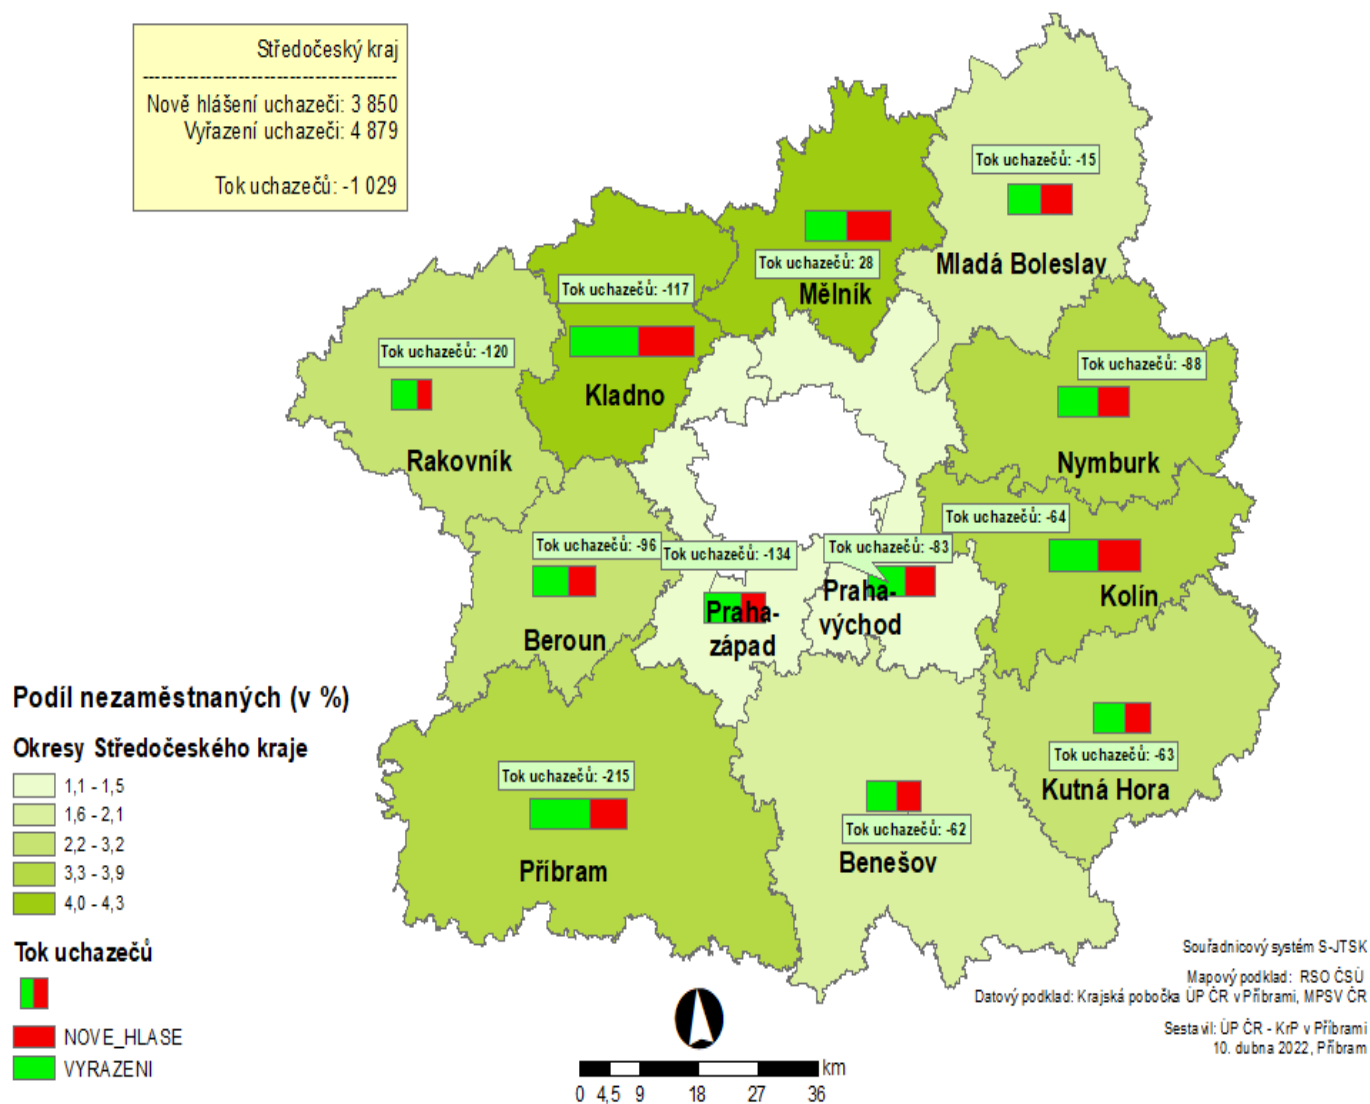 Středočeský kraj
----------------------------------------
Nově hlášení uchazeči: 3 850
Vyřazení uchazeči: 4 879
Tok uchazečů: -1 029
Tok uchazečů: -15
Mladá Boleslav
Tok uchazečů: 28
Mělník
Tok uchazečů: -117
Kladno
Tok uchazečů: -120
Rakovník
Tok uchazečů: -88
Nymburk
Tok uchazečů: -64
Kolín
Tok uchazečů: -96
Beroun
Tok uchazečů: -134
Praha-
západ
Tok uchazečů: -83
Praha-
východ
Tok uchazečů: -63
Kutná Hora
Tok uchazečů: -215
Příbram
Tok uchazečů: -62
Benešov
Podíl nezaměstnaných (v %)
Okresy Středočeského kraje
1,1 - 1,5
1,6 - 2,1
2,2 - 3,2
3,3 - 3,9
4,0 - 4,3
Tok uchazečů
NOVE_HLASE
VYRAZENI
km
0 4,5 9 18 27 36
Souřadnicový systém S-JTSK
Mapový podklad: RSO ČSÚ
Datový podklad: Krajská pobočka ÚP ČR v Příbrami, MPSV ČR
Sestavil: ÚP ČR - KrP v Příbrami
10. dubna 2022, Příbram